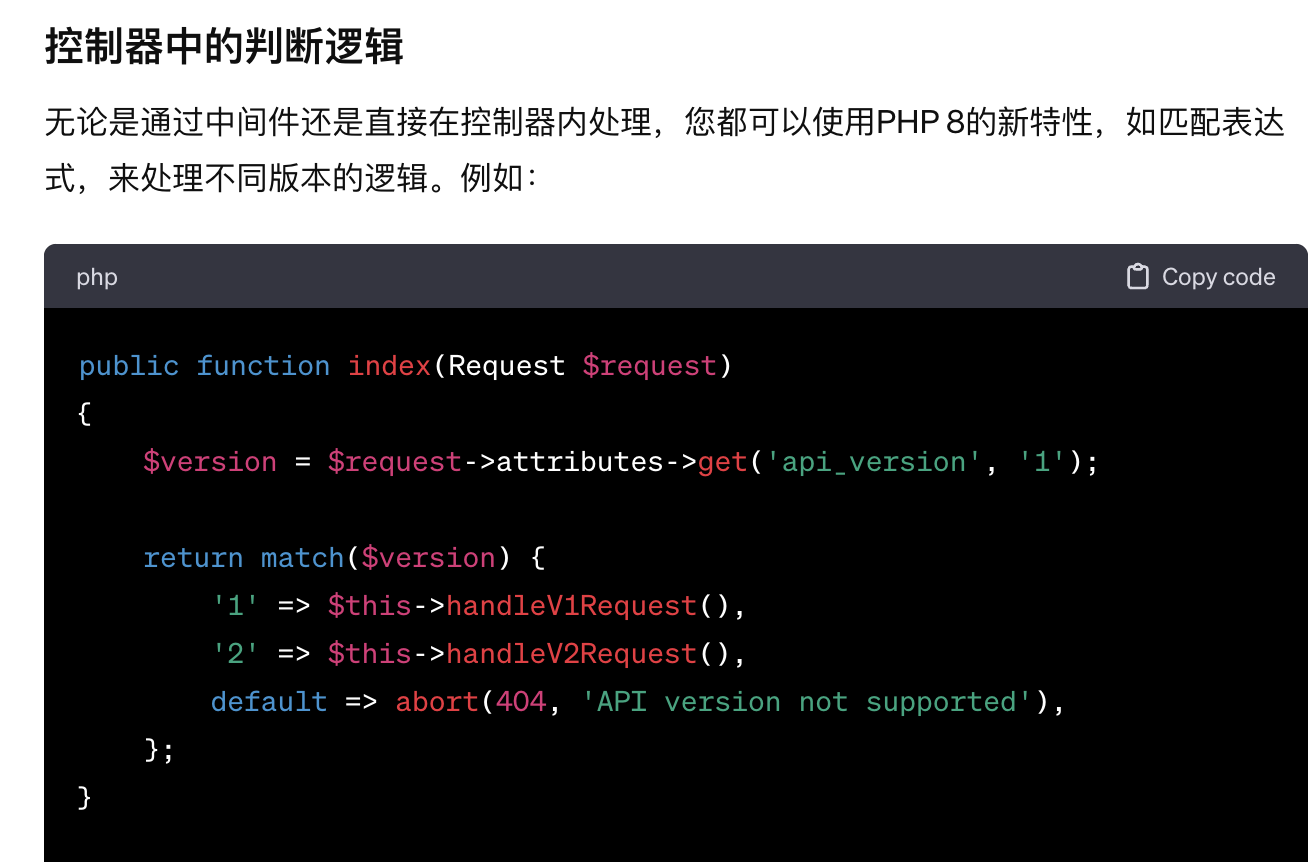 控制器中的判断逻辑
无论是通过中间件还是直接在控制器内处理，您都可以使用PHP 8的新特性，如匹配表达
式，来处理不同版本的逻辑。例如：
php Copy code
public function index(Request $request)
{
    $version = $request->attributes->get('api_version', '1');
    return match($version) {
        '1' => $this->handleV1Request(),
        '2' => $this->handleV2Request(),
        default => abort(404, 'API version not supported'),
    };
}